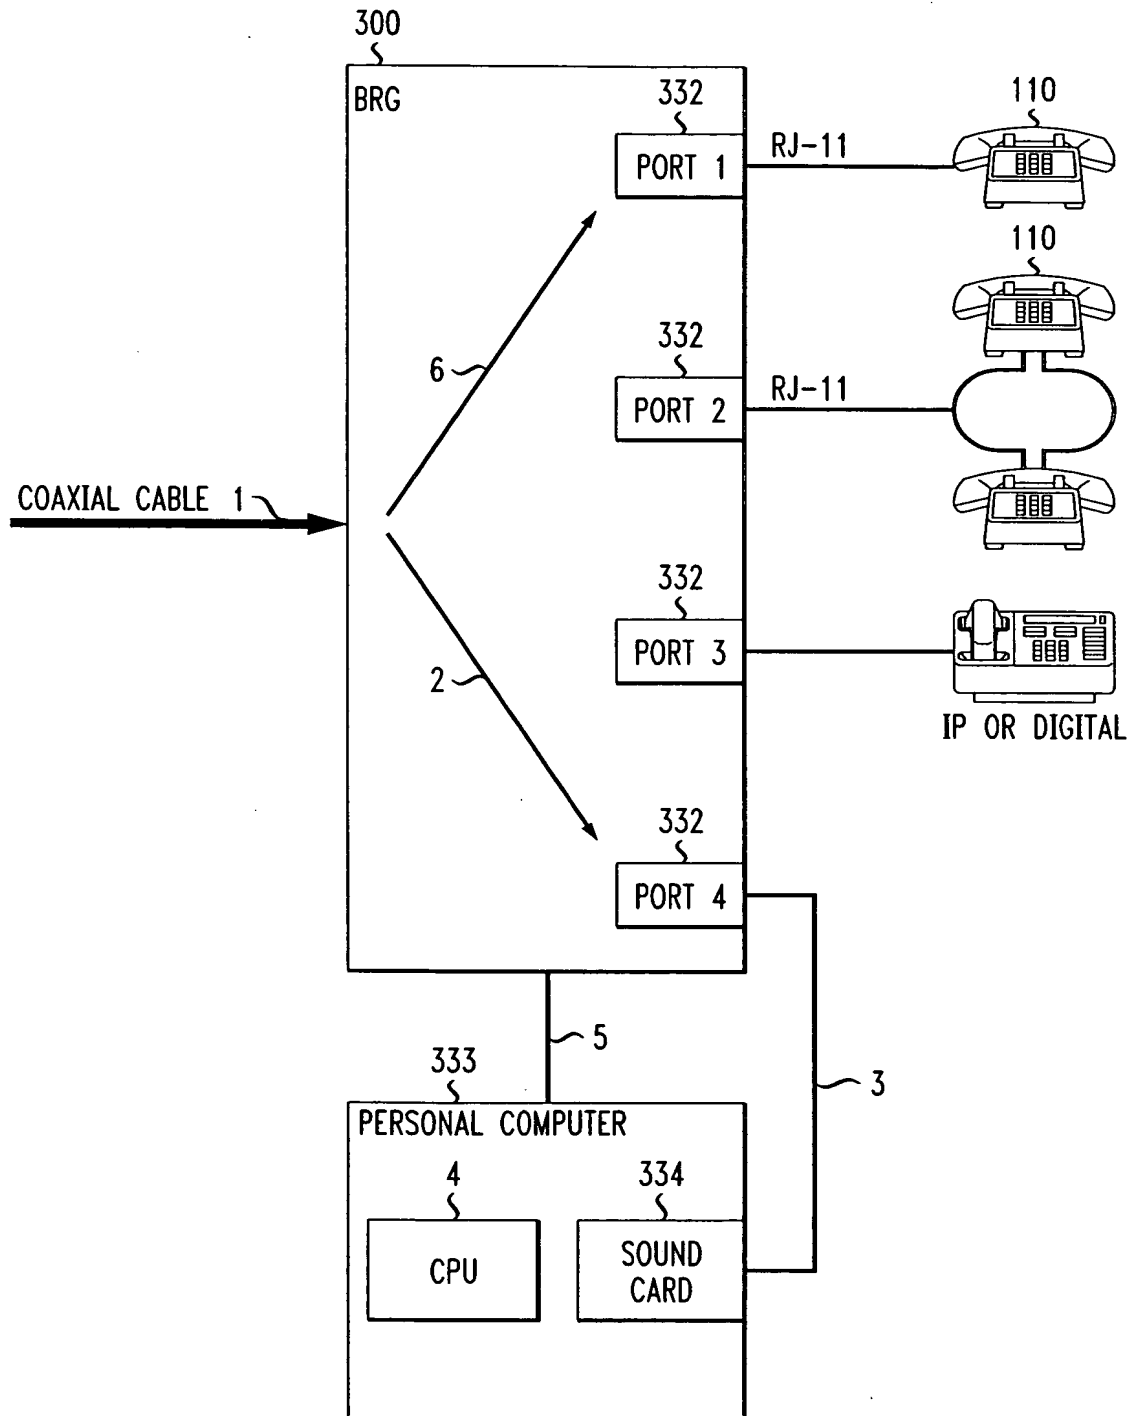 300
BRG
332
110
PORT 1
RJ-11
110
332
6
PORT 2
RJ-11
COAXIAL CABLE 1
332
PORT 3
2
IP OR DIGITAL
332
PORT 4
5
333
3
PERSONAL COMPUTER
4
334
CPU
SOUND
CARD